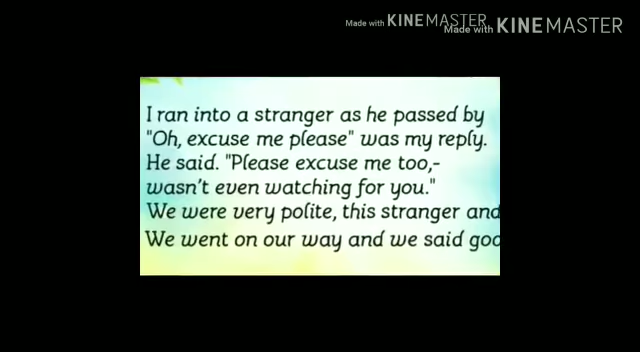 Made with KINEMASTER
Made with KINEMASTER
I ran into a stranger as he passed by
"Oh, excuse me please" was my reply.
He said. "Please excuse me too,-
wasn't even watching for you."
We were very polite, this stranger and
We went on our way and we said goo